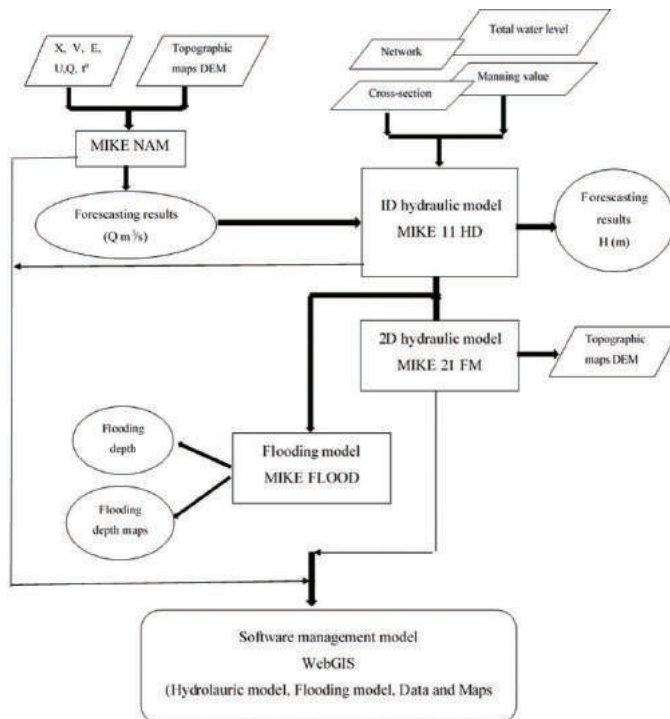 X, V, E,
U,Q, t°
Topographic
maps DEM
Network
Total water level
Cross-section
Manning value
MIKE NAM
Forescasting results
(Q m³/s)
1D hydraulic model
MIKE 11 HD
Forescasting
results
H (m)
2D hydraulic model
MIKE 21 FM
Topographic
maps DEM
Flooding
depth
Flooding model
MIKE FLOOD
Flooding
depth maps
Software management model
WebGIS
(Hydrolauric model, Flooding model, Data and Maps